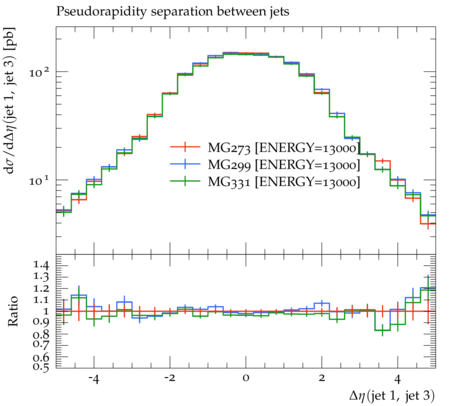 Pseudorapidity separation between jets
dσ/dΔη(jet 1, jet 3) [pb]
10²
MG273 [ENERGY=13000]
MG299 [ENERGY=13000]
MG331 [ENERGY=13000]
10¹
Ratio
1.4
1.3
1.2
1.1
1
0.9
0.8
0.7
0.6
0.5
-4 -2 0 2 4
Δη(jet 1, jet 3)